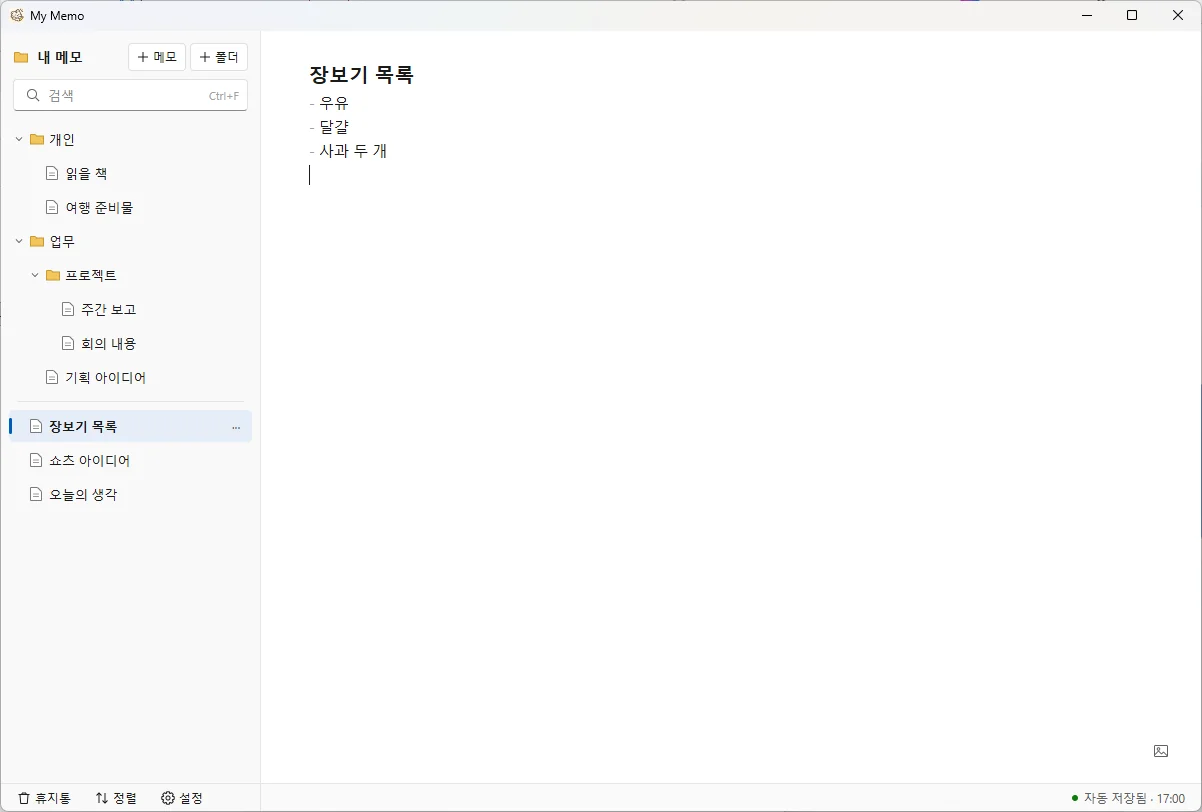 My Memo
내 메모
메모
폴더
검색
Ctrl+F
개인
읽을 책
여행 준비물
업무
프로젝트
주간 보고
회의 내용
기획 아이디어
장보기 목록
...
쇼츠 아이디어
오늘의 생각
휴지통
정렬
설정
장보기 목록
- 우유
- 달걀
- 사과 두 개
자동 저장됨 · 17:00